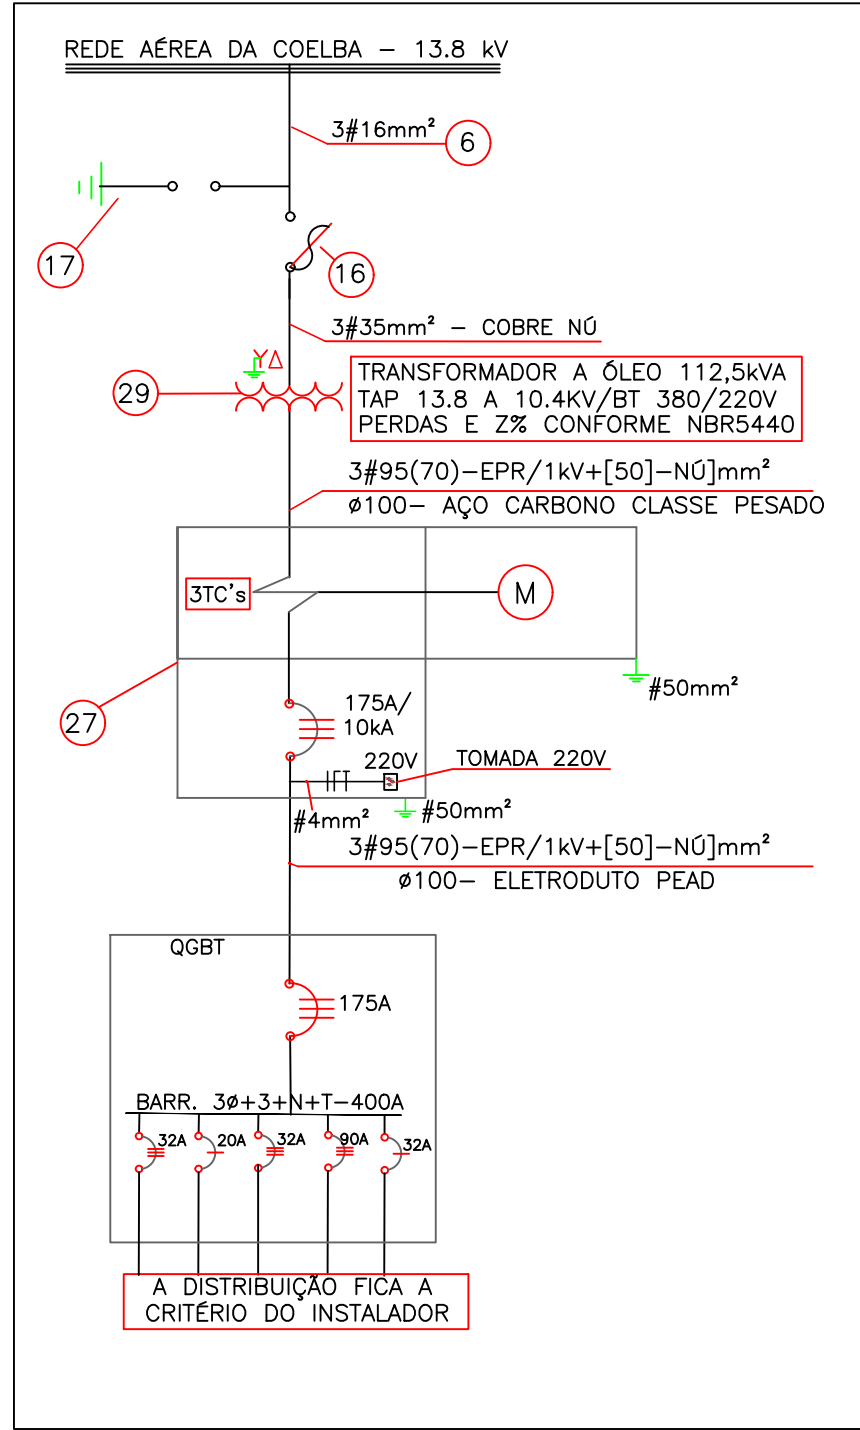 REDE AÉREA DA COELBA – 13.8 kV
3#16mm²
6
17
16
3#35mm² – COBRE NÚ
Y∆
29
TRANSFORMADOR A ÓLEO 112,5kVA
TAP 13.8 A 10.4KV/BT 380/220V
PERDAS E Z% CONFORME NBR5440
3#95(70)–EPR/1kV+[50]–NÚ]mm²
ø100– AÇO CARBONO CLASSE PESADO
3TC's
M
#50mm²
27
175A/
10kA
220V
TOMADA 220V
#4mm²
#50mm²
3#95(70)–EPR/1kV+[50]–NÚ]mm²
ø100– ELETRODUTO PEAD
QGBT
175A
BARR. 3ø+3+N+T–400A
32A
20A
32A
90A
32A
A DISTRIBUIÇÃO FICA A
CRITÉRIO DO INSTALADOR